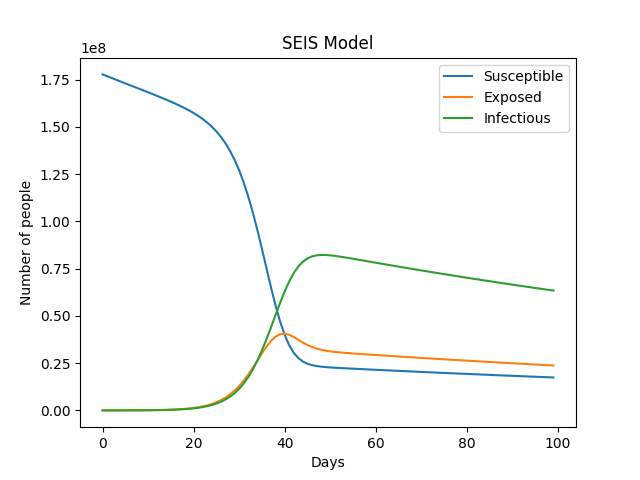 SEIS Model
1e8
Susceptible
Exposed
Infectious
1.75
1.50
1.25
1.00
0.75
0.50
0.25
0.00
Number of people
0 20 40 60 80 100
Days